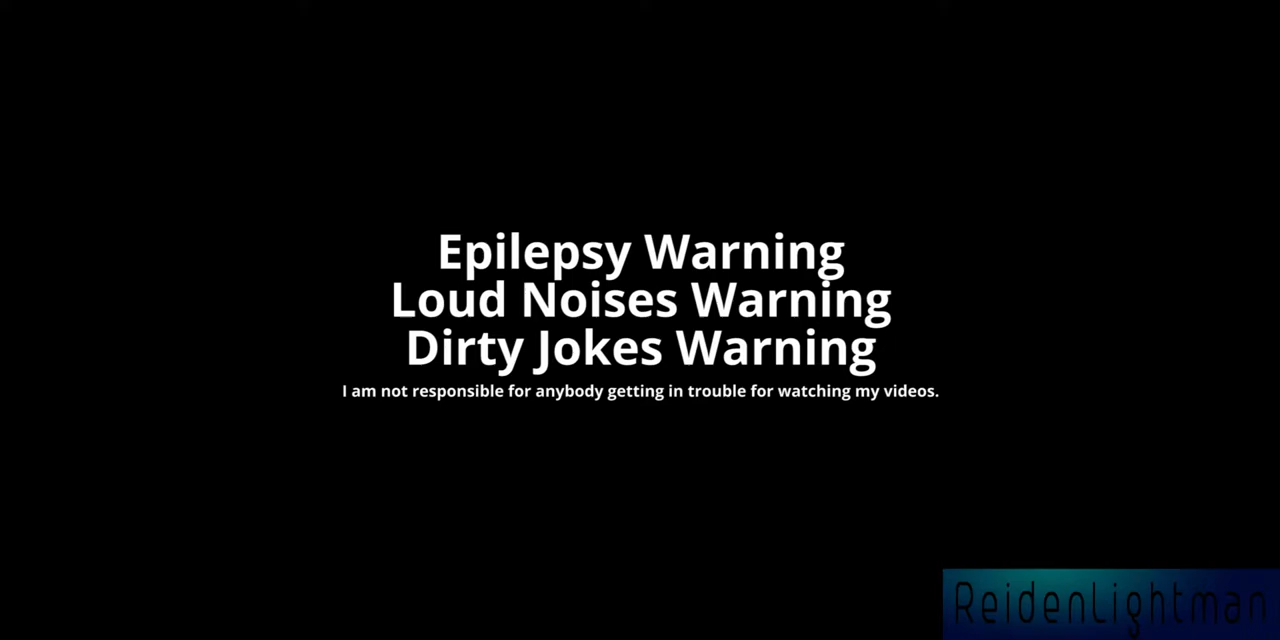 Epilepsy Warning
Loud Noises Warning
Dirty Jokes Warning
I am not responsible for anybody getting in trouble for watching my videos.
ReidenLightman